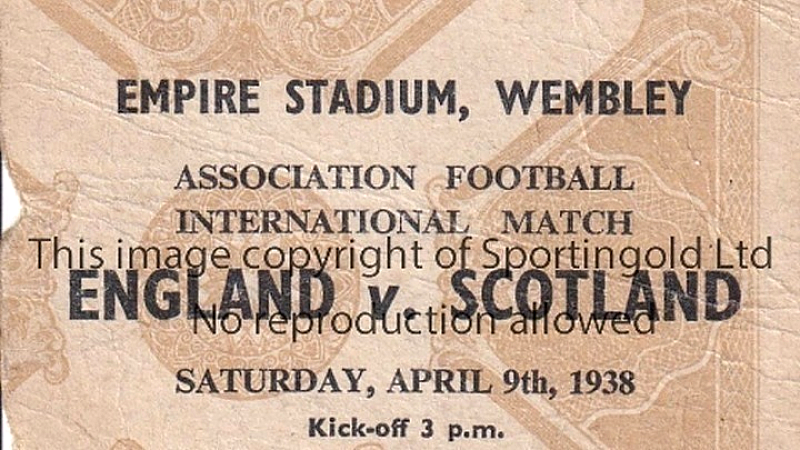 EMPIRE STADIUM, WEMBLEY
ASSOCIATION FOOTBALL
INTERNATIONAL MATCH
This image copyright of Sportingold Ltd
ENGLAND v. SCOTLAND
No reproduction allowed
SATURDAY, APRIL 9th, 1938
Kick-off 3 p.m.